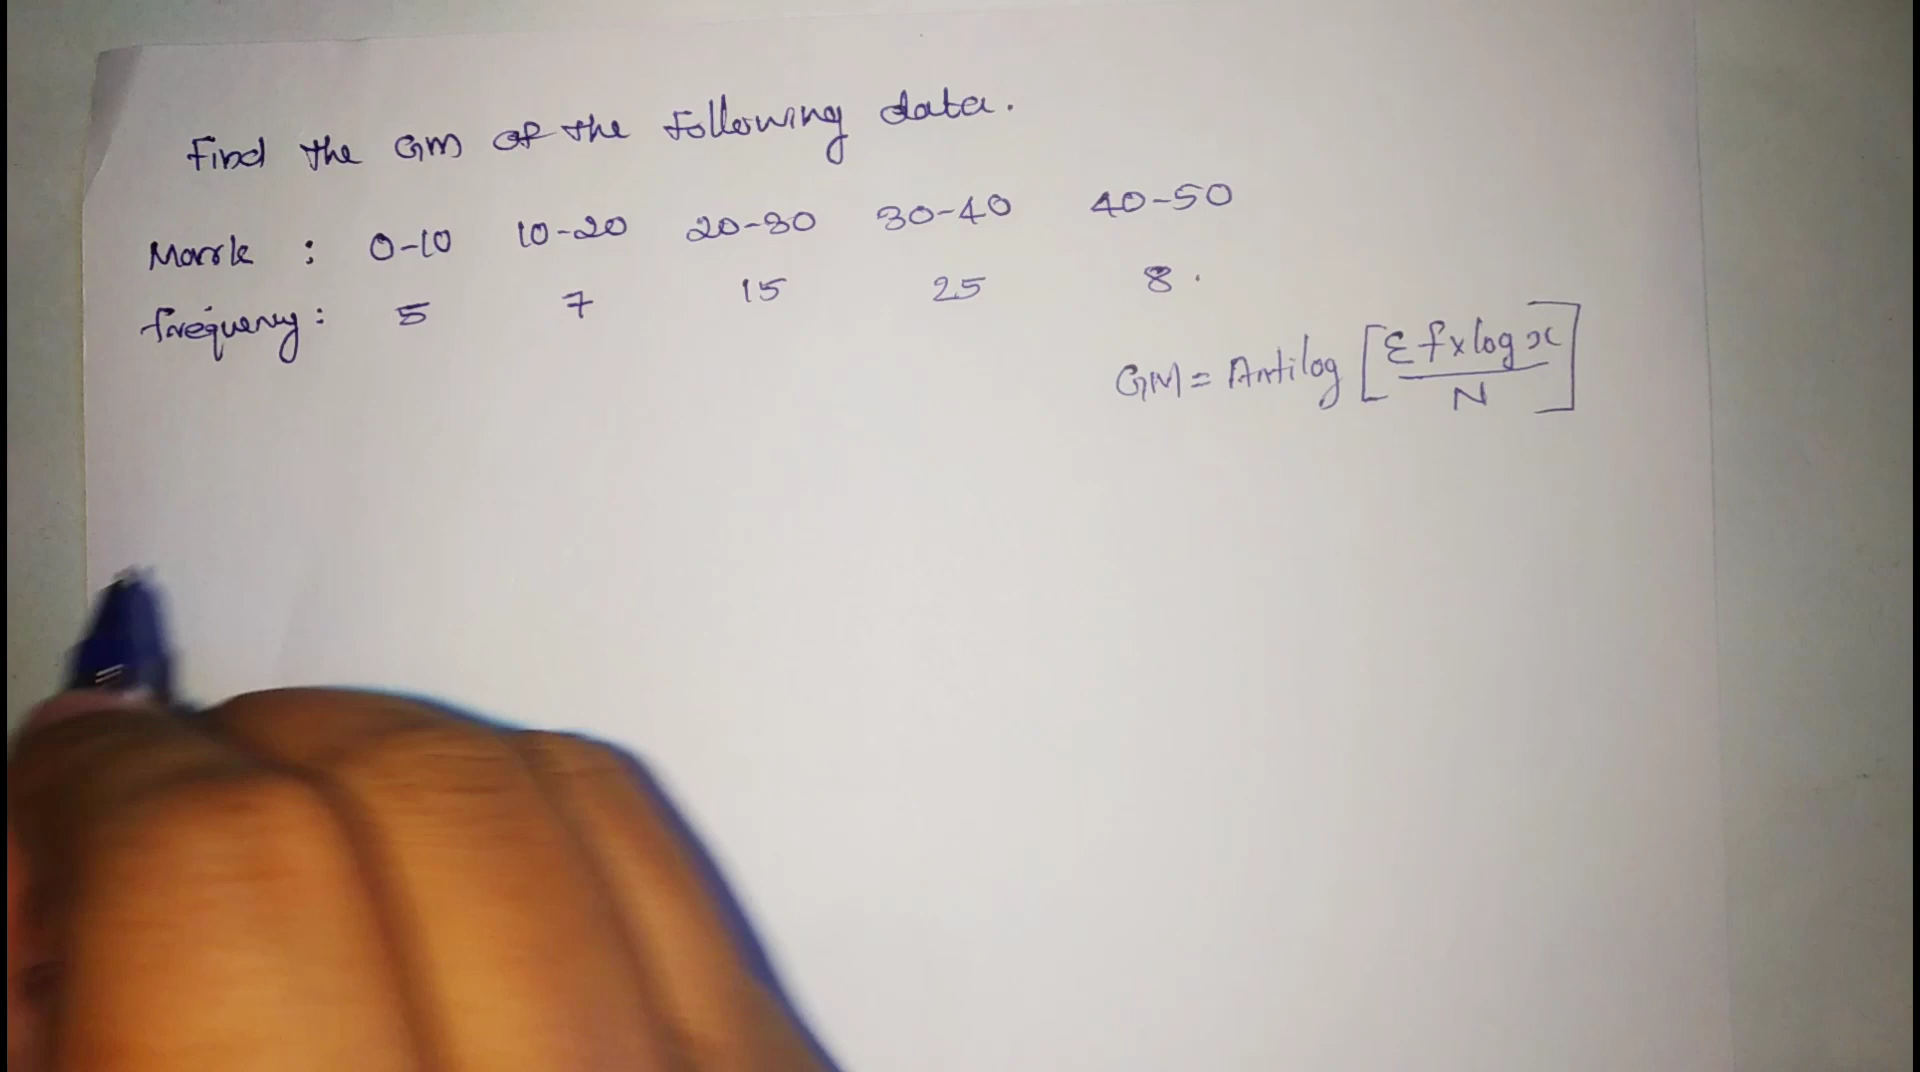 Find the GM of the following data.
Mark : 0-10 10-20 20-30 30-40 40-50
frequency : 5 7 15 25 8.
GM = Antilog [ Σ f x log x / N ]